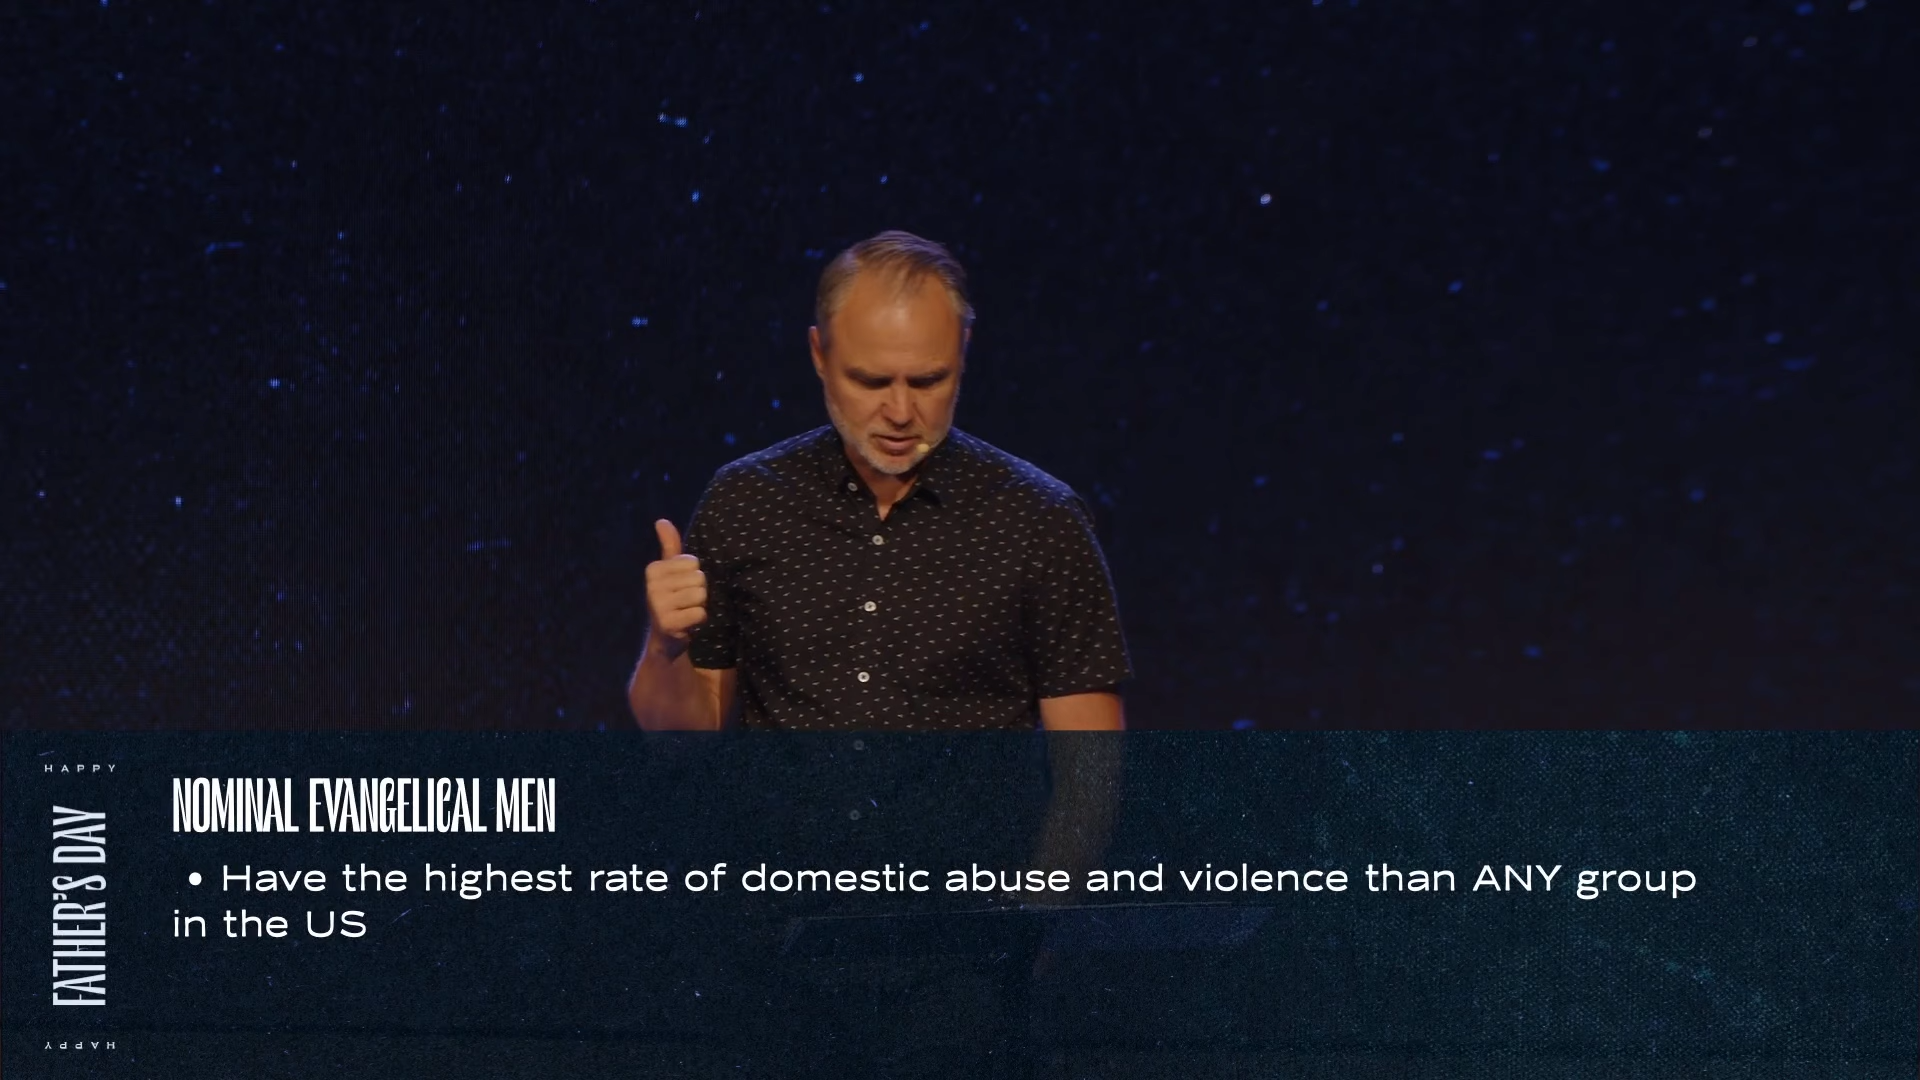 HAPPY
FATHER'S DAY
HAPPY
NOMINAL EVANGELICAL MEN
• Have the highest rate of domestic abuse and violence than ANY group
in the US